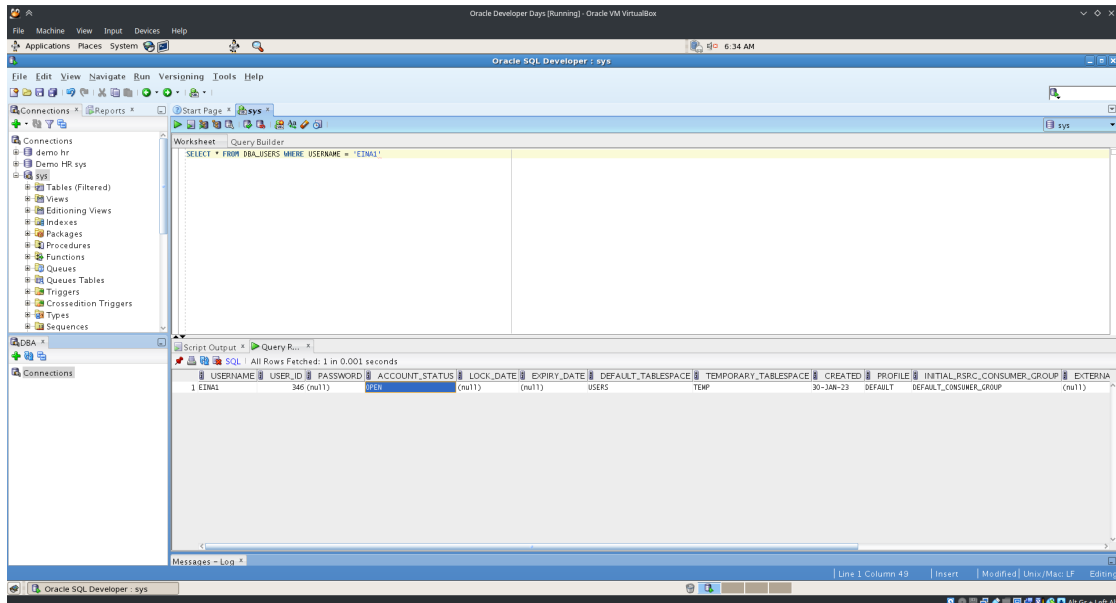 Oracle Developer Days [Running] - Oracle VM VirtualBox
File Machine View Input Devices Help
Applications Places System 6:34 AM
Oracle SQL Developer : sys
File Edit View Navigate Run Versioning Tools Help
Connections Reports Start Page sys
sys
Worksheet Query Builder
SELECT * FROM DBA_USERS WHERE USERNAME = 'EINA1'
Connections
demo hr
Demo HR sys
sys
Tables (Filtered)
Views
Editioning Views
Indexes
Packages
Procedures
Functions
Queues
Queues Tables
Triggers
Crossedition Triggers
Types
Sequences
DBA
Connections
Script Output Query R...
SQL | All Rows Fetched: 1 in 0.001 seconds
USERNAME USER_ID PASSWORD ACCOUNT_STATUS LOCK_DATE EXPIRY_DATE DEFAULT_TABLESPACE TEMPORARY_TABLESPACE CREATED PROFILE INITIAL_RSRC_CONSUMER_GROUP EXTERNA
1 EINA1 346 (null) OPEN (null) (null) USERS TEMP 30-JAN-23 DEFAULT DEFAULT_CONSUMER_GROUP (null)
Messages - Log
Line 1 Column 49 | Insert | Modified | Unix/Mac: LF Editing
Oracle SQL Developer : sys